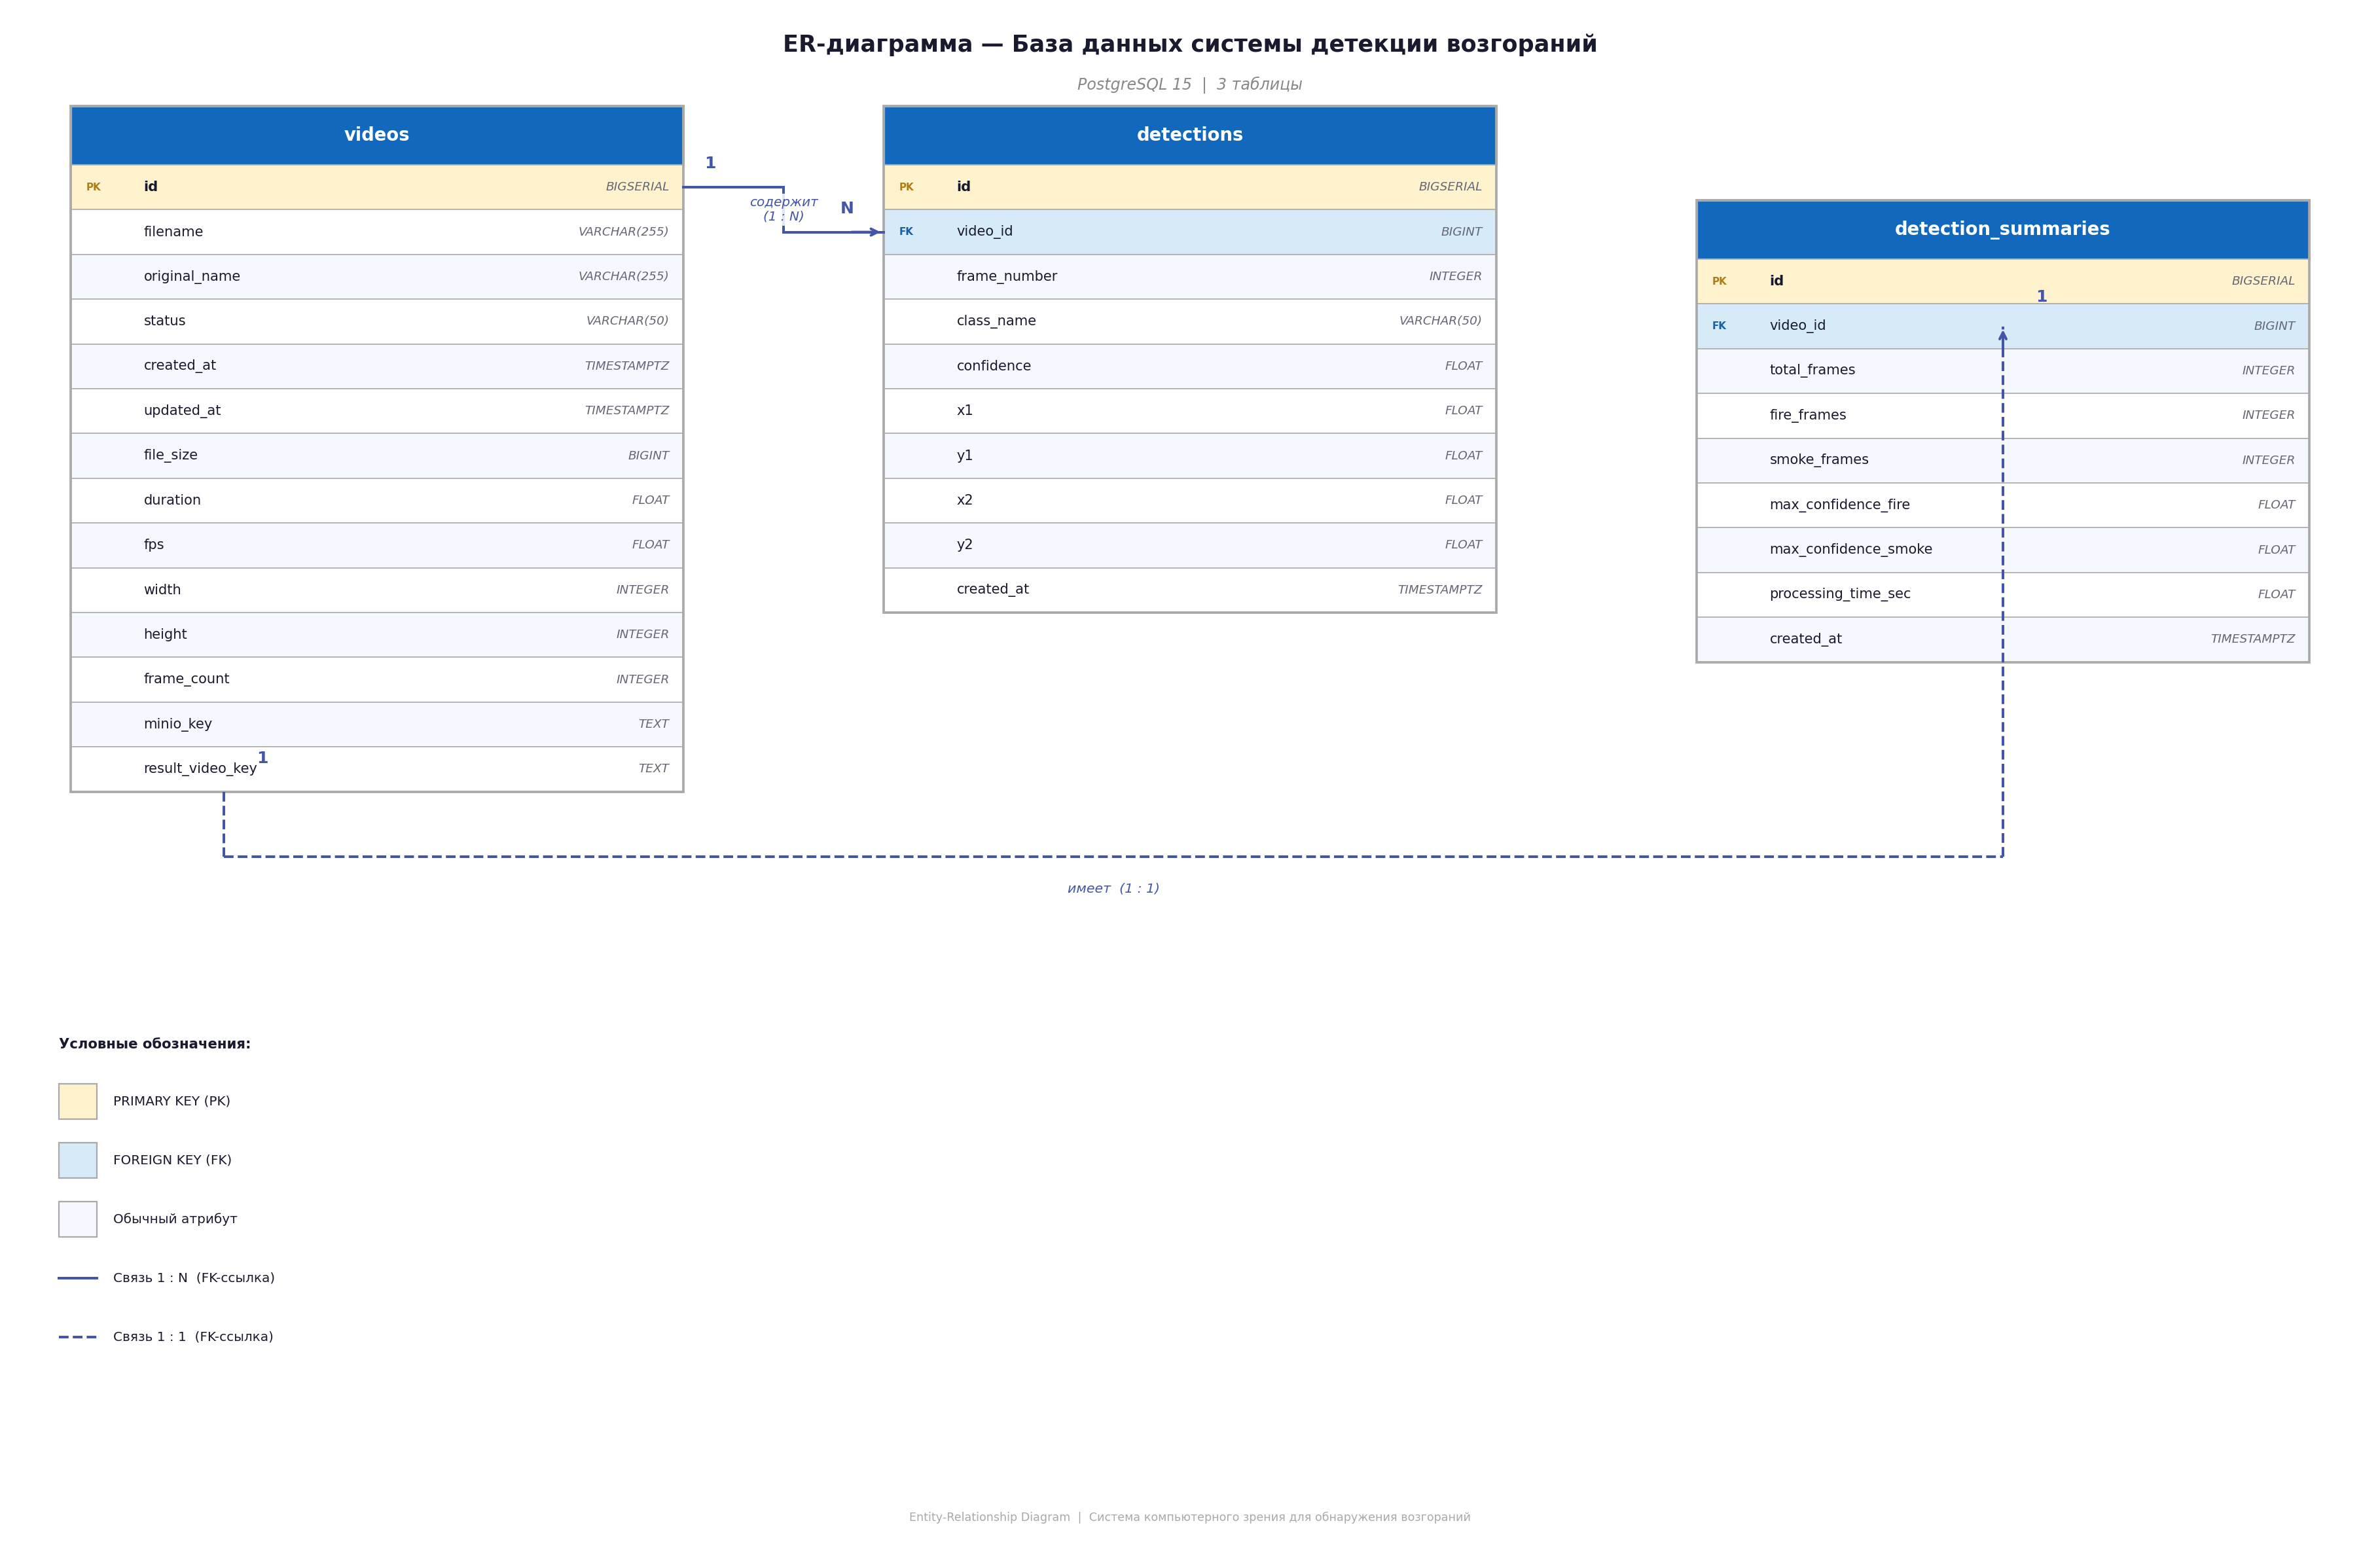 ER-диаграмма — База данных системы детекции возгораний
PostgreSQL 15 | 3 таблицы
videos
PK id BIGSERIAL
filename VARCHAR(255)
original_name VARCHAR(255)
status VARCHAR(50)
created_at TIMESTAMPTZ
updated_at TIMESTAMPTZ
file_size BIGINT
duration FLOAT
fps FLOAT
width INTEGER
height INTEGER
frame_count INTEGER
minio_key TEXT
result_video_key TEXT
1
1
содержит
(1 : N)
N
detections
PK id BIGSERIAL
FK video_id BIGINT
frame_number INTEGER
class_name VARCHAR(50)
confidence FLOAT
x1 FLOAT
y1 FLOAT
x2 FLOAT
y2 FLOAT
created_at TIMESTAMPTZ
detection_summaries
PK id BIGSERIAL
1
FK video_id BIGINT
total_frames INTEGER
fire_frames INTEGER
smoke_frames INTEGER
max_confidence_fire FLOAT
max_confidence_smoke FLOAT
processing_time_sec FLOAT
created_at TIMESTAMPTZ
имеет (1 : 1)
Условные обозначения:
PRIMARY KEY (PK)
FOREIGN KEY (FK)
Обычный атрибут
Связь 1 : N (FK-ссылка)
Связь 1 : 1 (FK-ссылка)
Entity-Relationship Diagram | Система компьютерного зрения для обнаружения возгораний